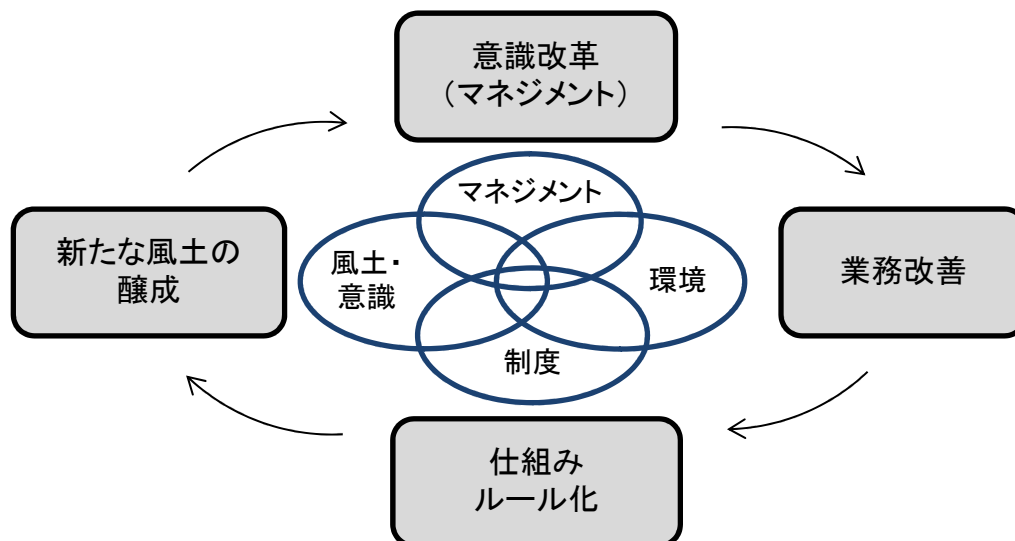 意識改革
（マネジメント）
マネジメント
新たな風土の
醸成
風土・
意識
環境
業務改善
制度
仕組み
ルール化